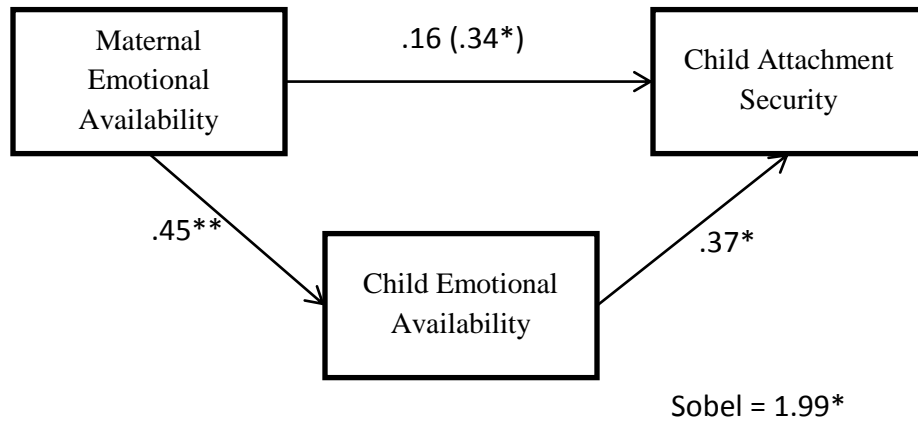 Maternal
Emotional
Availability
.16 (.34*)
Child Attachment
Security
.45**
.37*
Child Emotional
Availability
Sobel = 1.99*